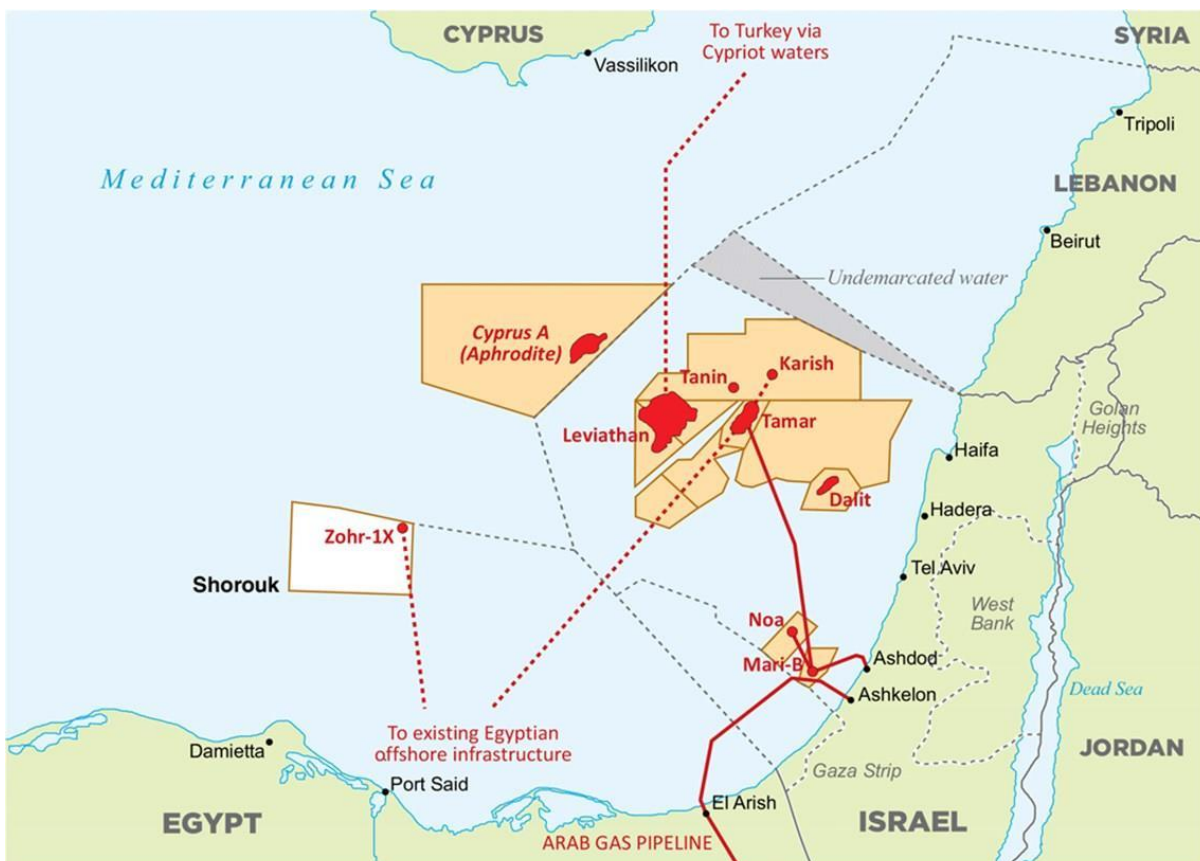 CYPRUS
Vassilikon
To Turkey via
Cypriot waters
SYRIA
Tripoli
Mediterranean Sea
LEBANON
Beirut
Undemarcated water
Cyprus A
(Aphrodite)
Tanin
Karish
Leviathan
Tamar
Golan
Heights
Haifa
Dalit
Hadera
Zohr-1X
Shorouk
Tel Aviv
West
Bank
Noa
Mari-B
Ashdod
Ashkelon
Dead Sea
To existing Egyptian
offshore infrastructure
Damietta
Port Said
Gaza Strip
JORDAN
El Arish
EGYPT
ISRAEL
ARAB GAS PIPELINE